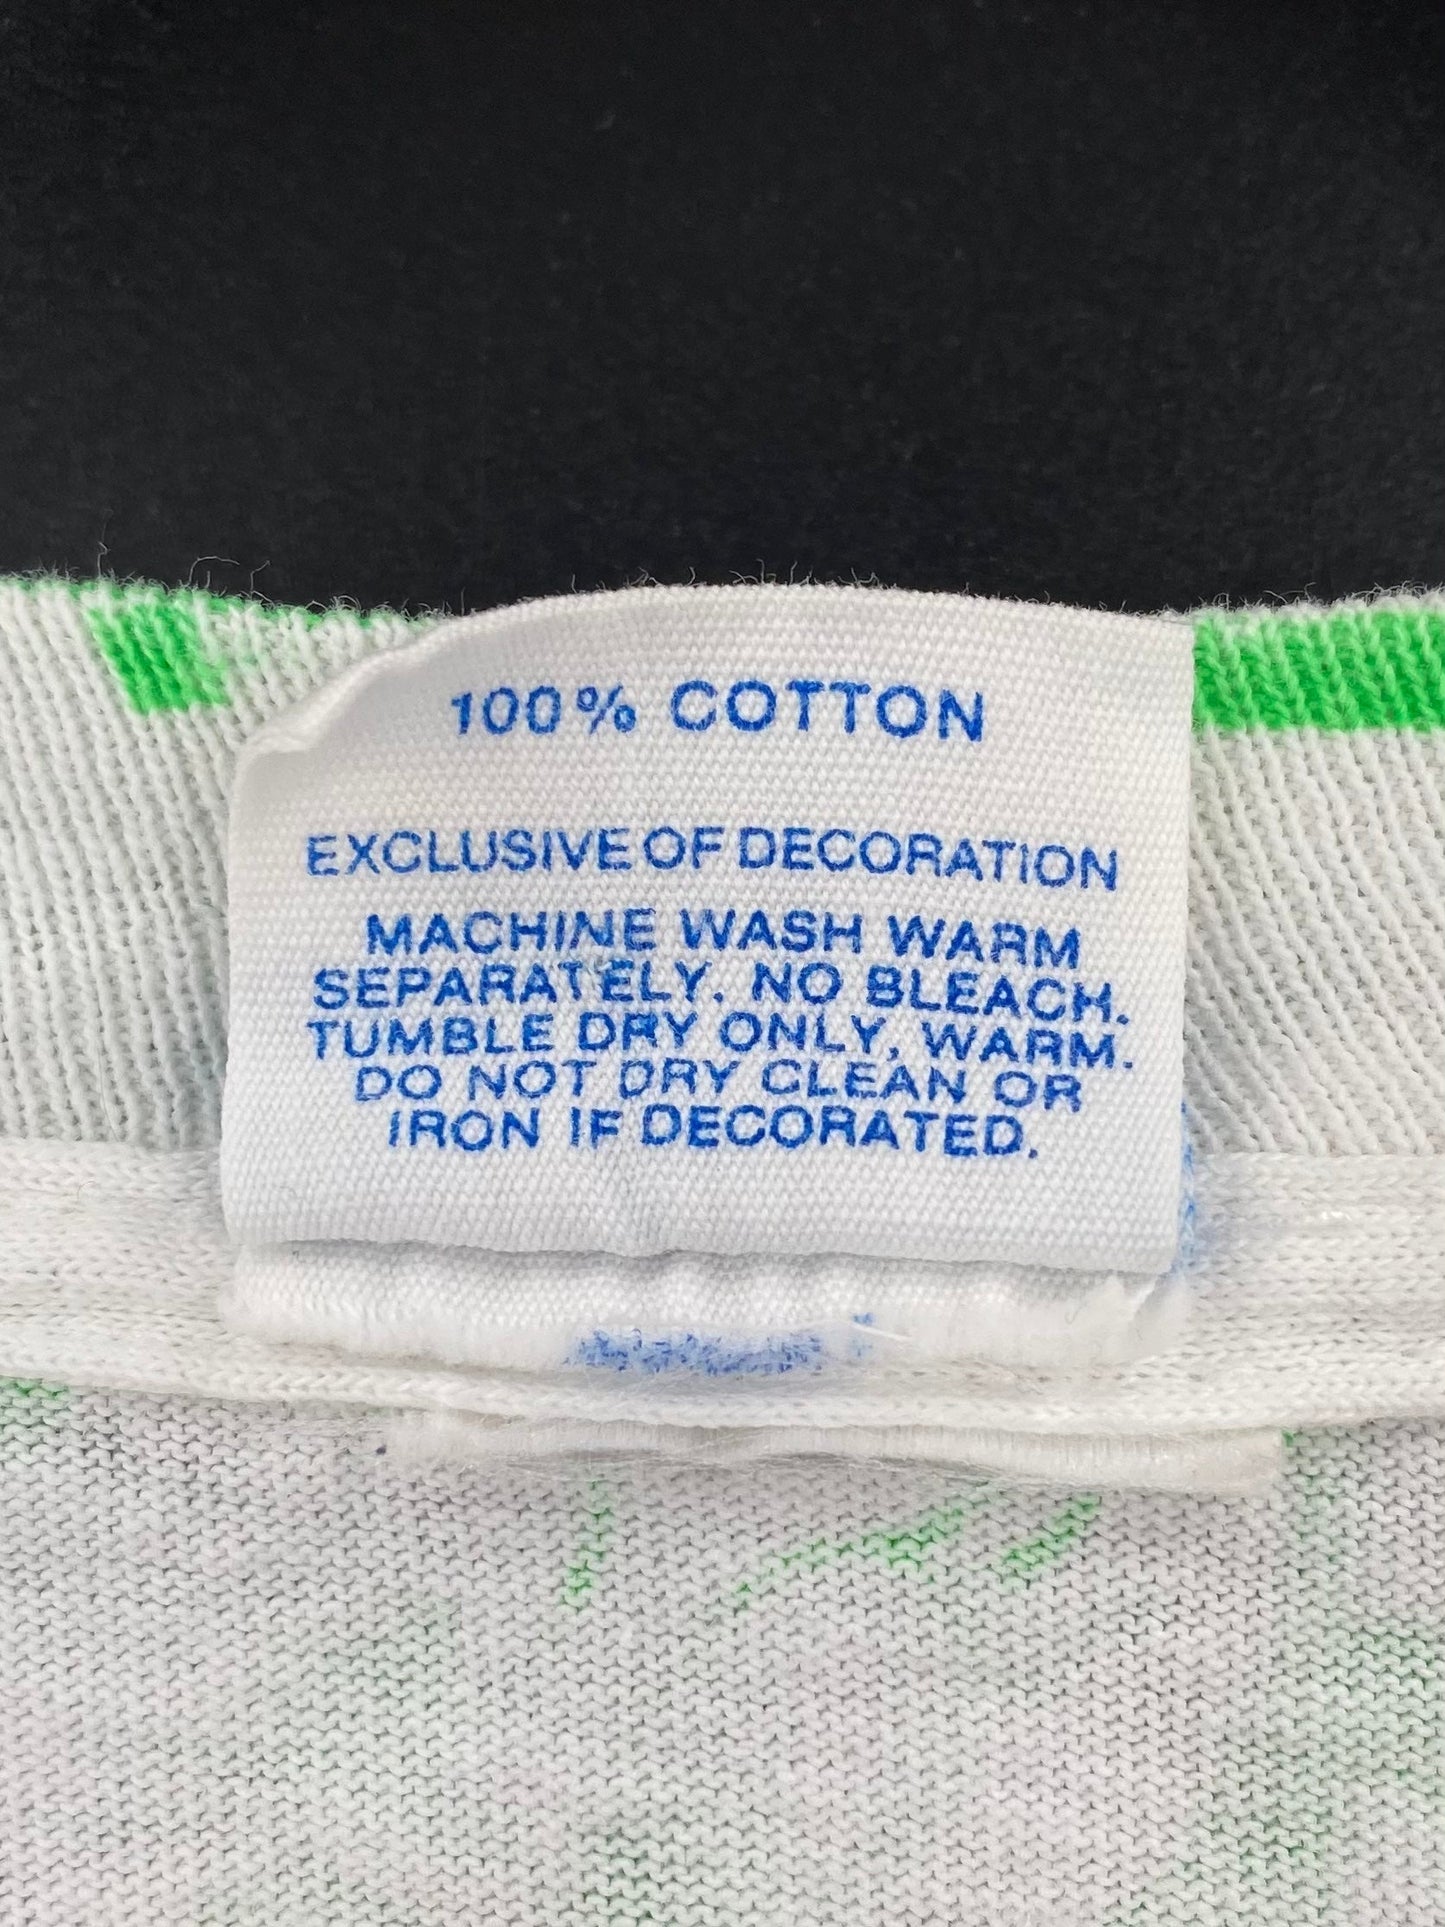 100% COTTON
EXCLUSIVE OF DECORATION
MACHINE WASH WARM
SEPARATELY. NO BLEACH.
TUMBLE DRY ONLY, WARM.
DO NOT DRY CLEAN OR
IRON IF DECORATED.